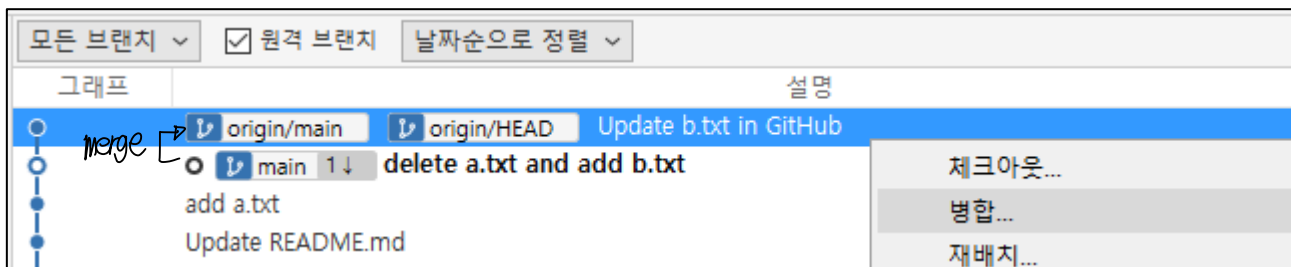 모든 브랜치 원격 브랜치 날짜순으로 정렬
그래프 설명
origin/main origin/HEAD Update b.txt in GitHub
merge
main 1↓ delete a.txt and add b.txt
체크아웃...
add a.txt
병합...
Update README.md
재배치...